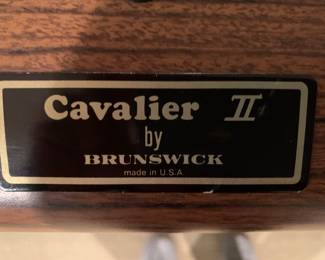 Cavalier II
by
BRUNSWICK
made in U.S.A